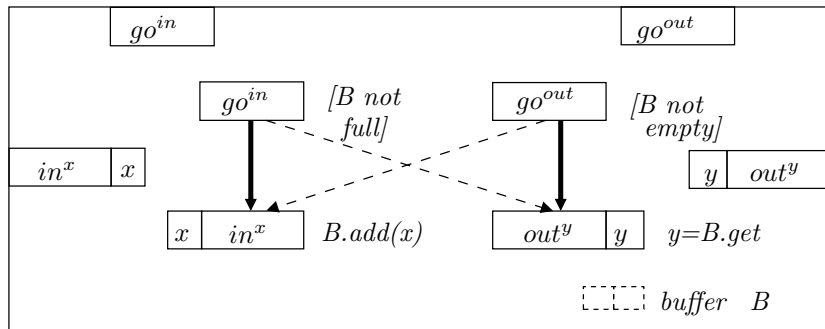 go^in go^out
go^in [B not full] go^out [B not empty]
in^x x y out^y
x in^x B.add(x) out^y y y=B.get
buffer B